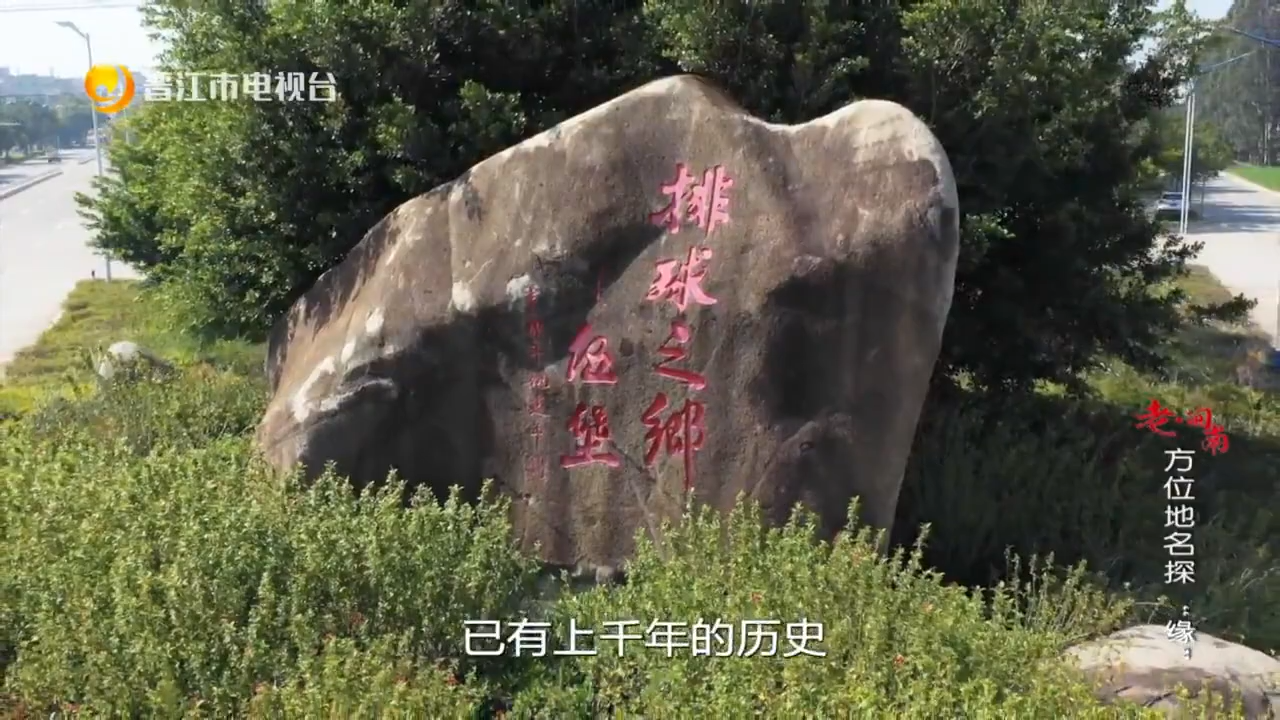 晋江市电视台
排球之乡
伍堡
老·闽南
方位地名探“缘”
已有上千年的历史